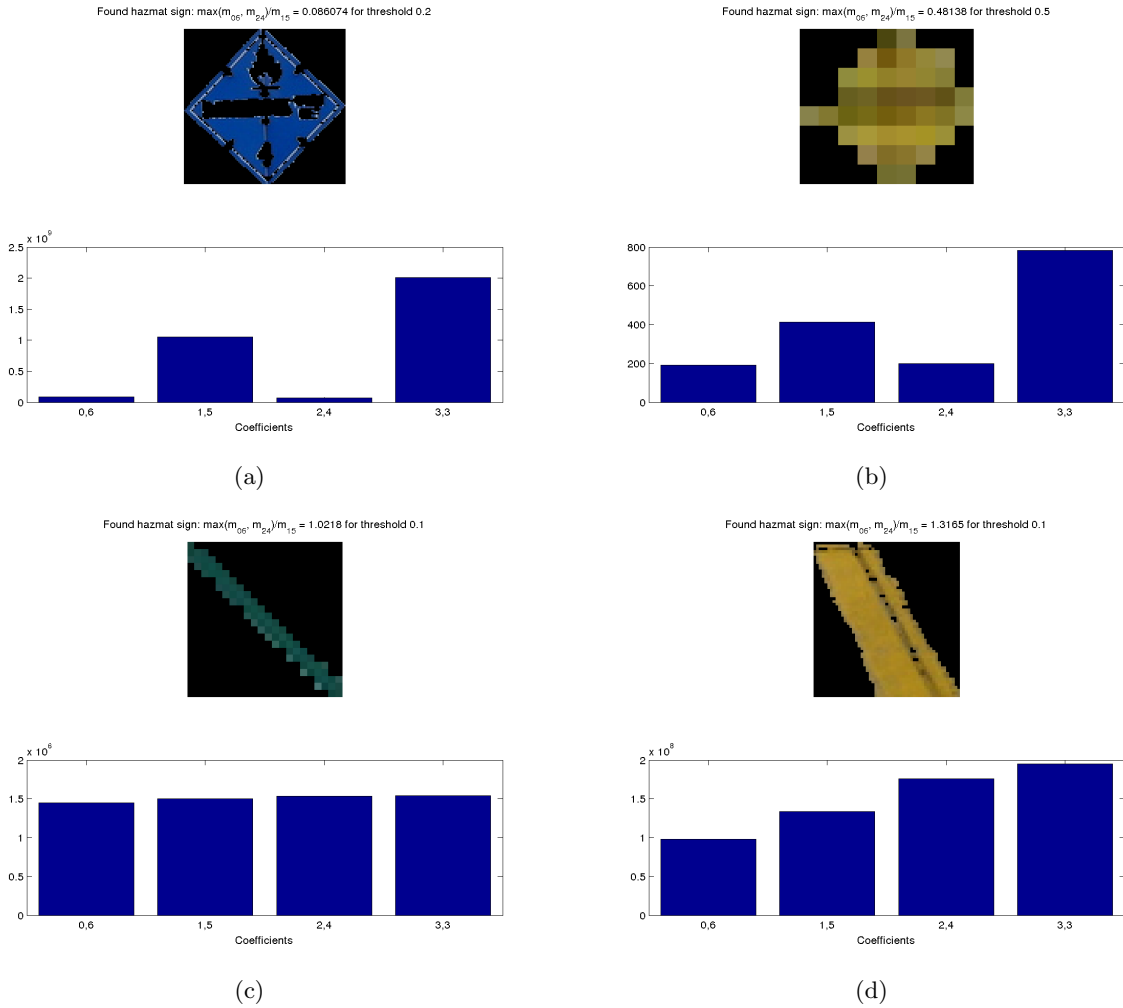 Found hazmat sign: max(m06, m24)/m15 = 0.086074 for threshold 0.2
x 10^9
2.5
2
1.5
1
0.5
0
0,6 1,5 2,4 3,3
Coefficients
(a)
Found hazmat sign: max(m06, m24)/m15 = 0.48138 for threshold 0.5
800
600
400
200
0
0,6 1,5 2,4 3,3
Coefficients
(b)
Found hazmat sign: max(m06, m24)/m15 = 1.0218 for threshold 0.1
x 10^6
2
1.5
1
0.5
0
0,6 1,5 2,4 3,3
Coefficients
(c)
Found hazmat sign: max(m06, m24)/m15 = 1.3165 for threshold 0.1
x 10^8
2
1.5
1
0.5
0
0,6 1,5 2,4 3,3
Coefficients
(d)